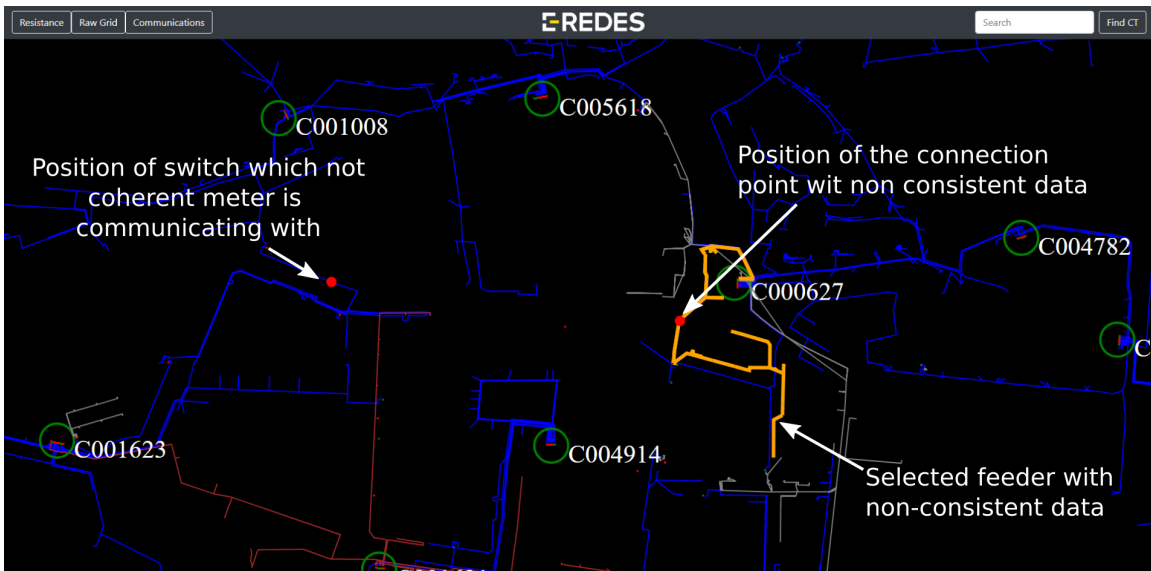 Resistance
Raw Grid
Communications
E-REDES
Search
Find CT
C005618
C001008
Position of switch which not
coherent meter is
communicating with
Position of the connection
point wit non consistent data
C004782
C000627
C
C001623
C004914
Selected feeder with
non-consistent data